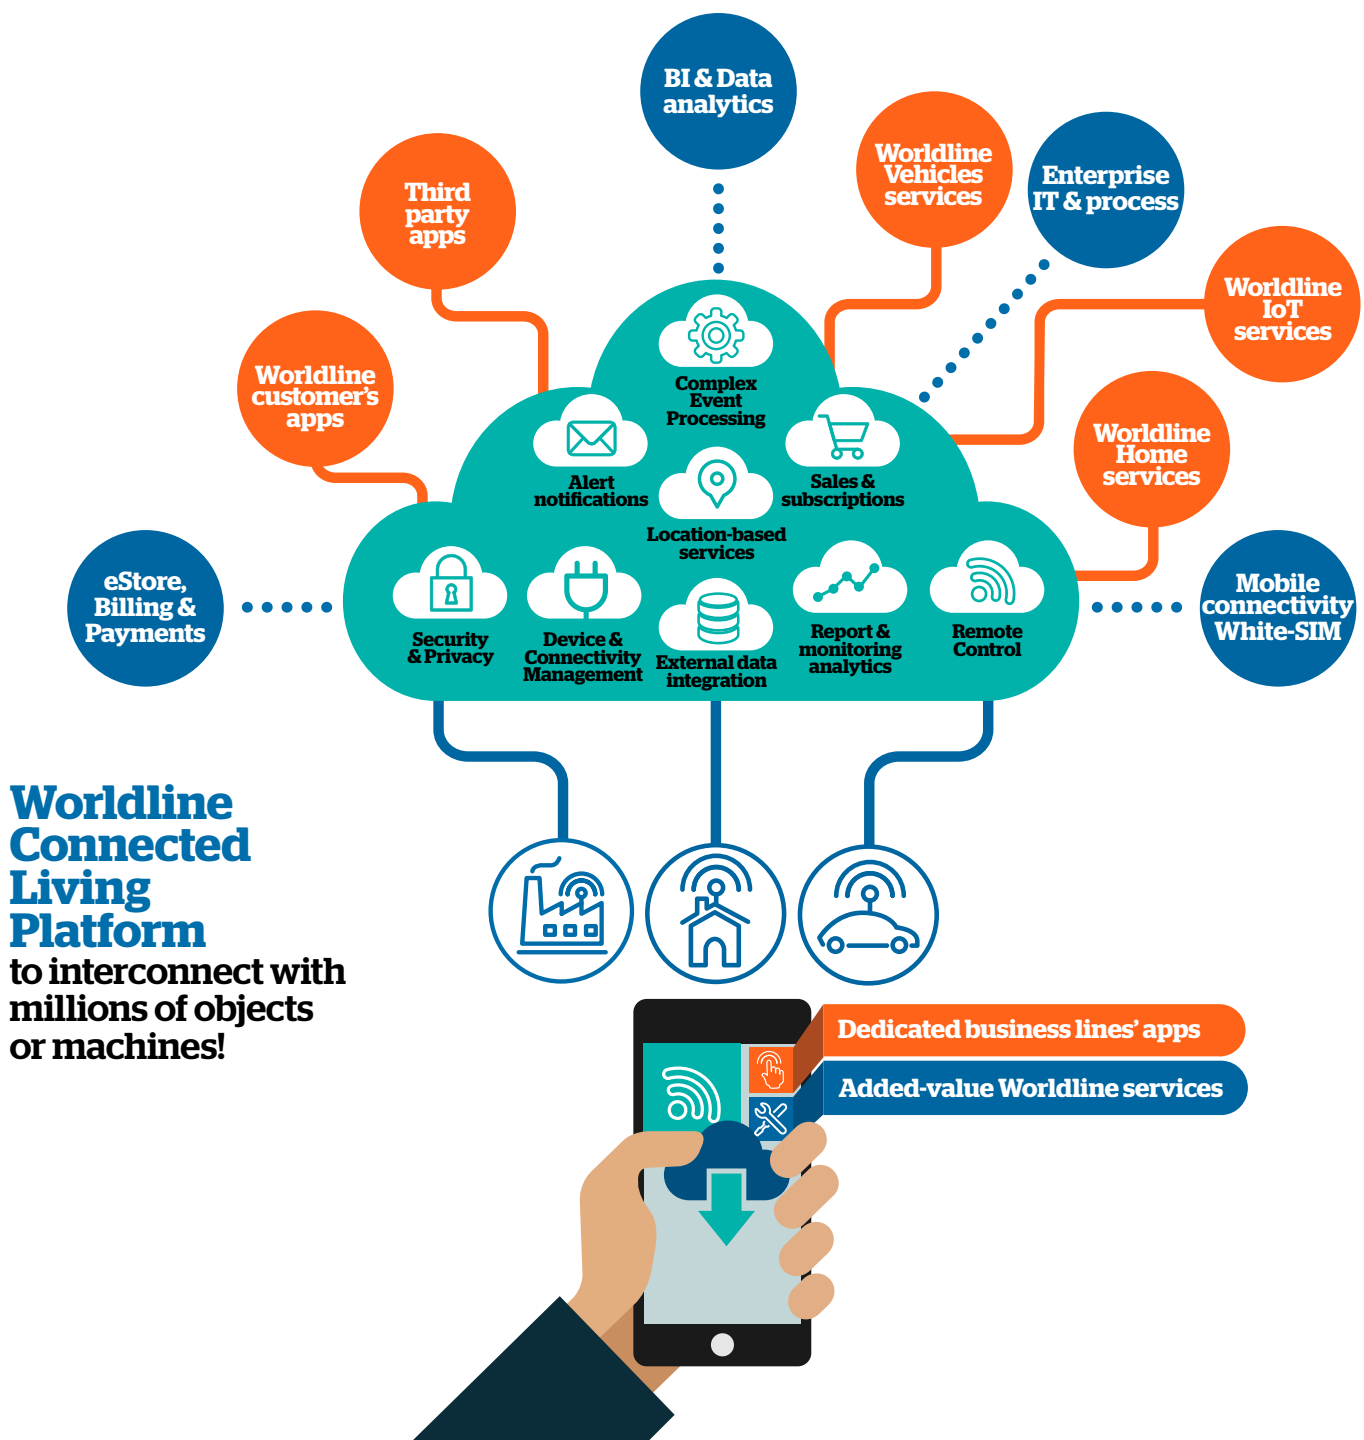 BI & Data
analytics
Worldline
Vehicles
services
Enterprise
IT & process
Third
party
apps
Worldline
IoT
services
Worldline
customer's
apps
Worldline
Home
services
eStore,
Billing &
Payments
Mobile
connectivity
White-SIM
Complex
Event
Processing
Alert
notifications
Sales &
subscriptions
Location-based
services
Security
& Privacy
Device &
Connectivity
Management
External data
integration
Report &
monitoring
analytics
Remote
Control
Worldline
Connected
Living
Platform
to interconnect with
millions of objects
or machines!
Dedicated business lines’ apps
Added-value Worldline services